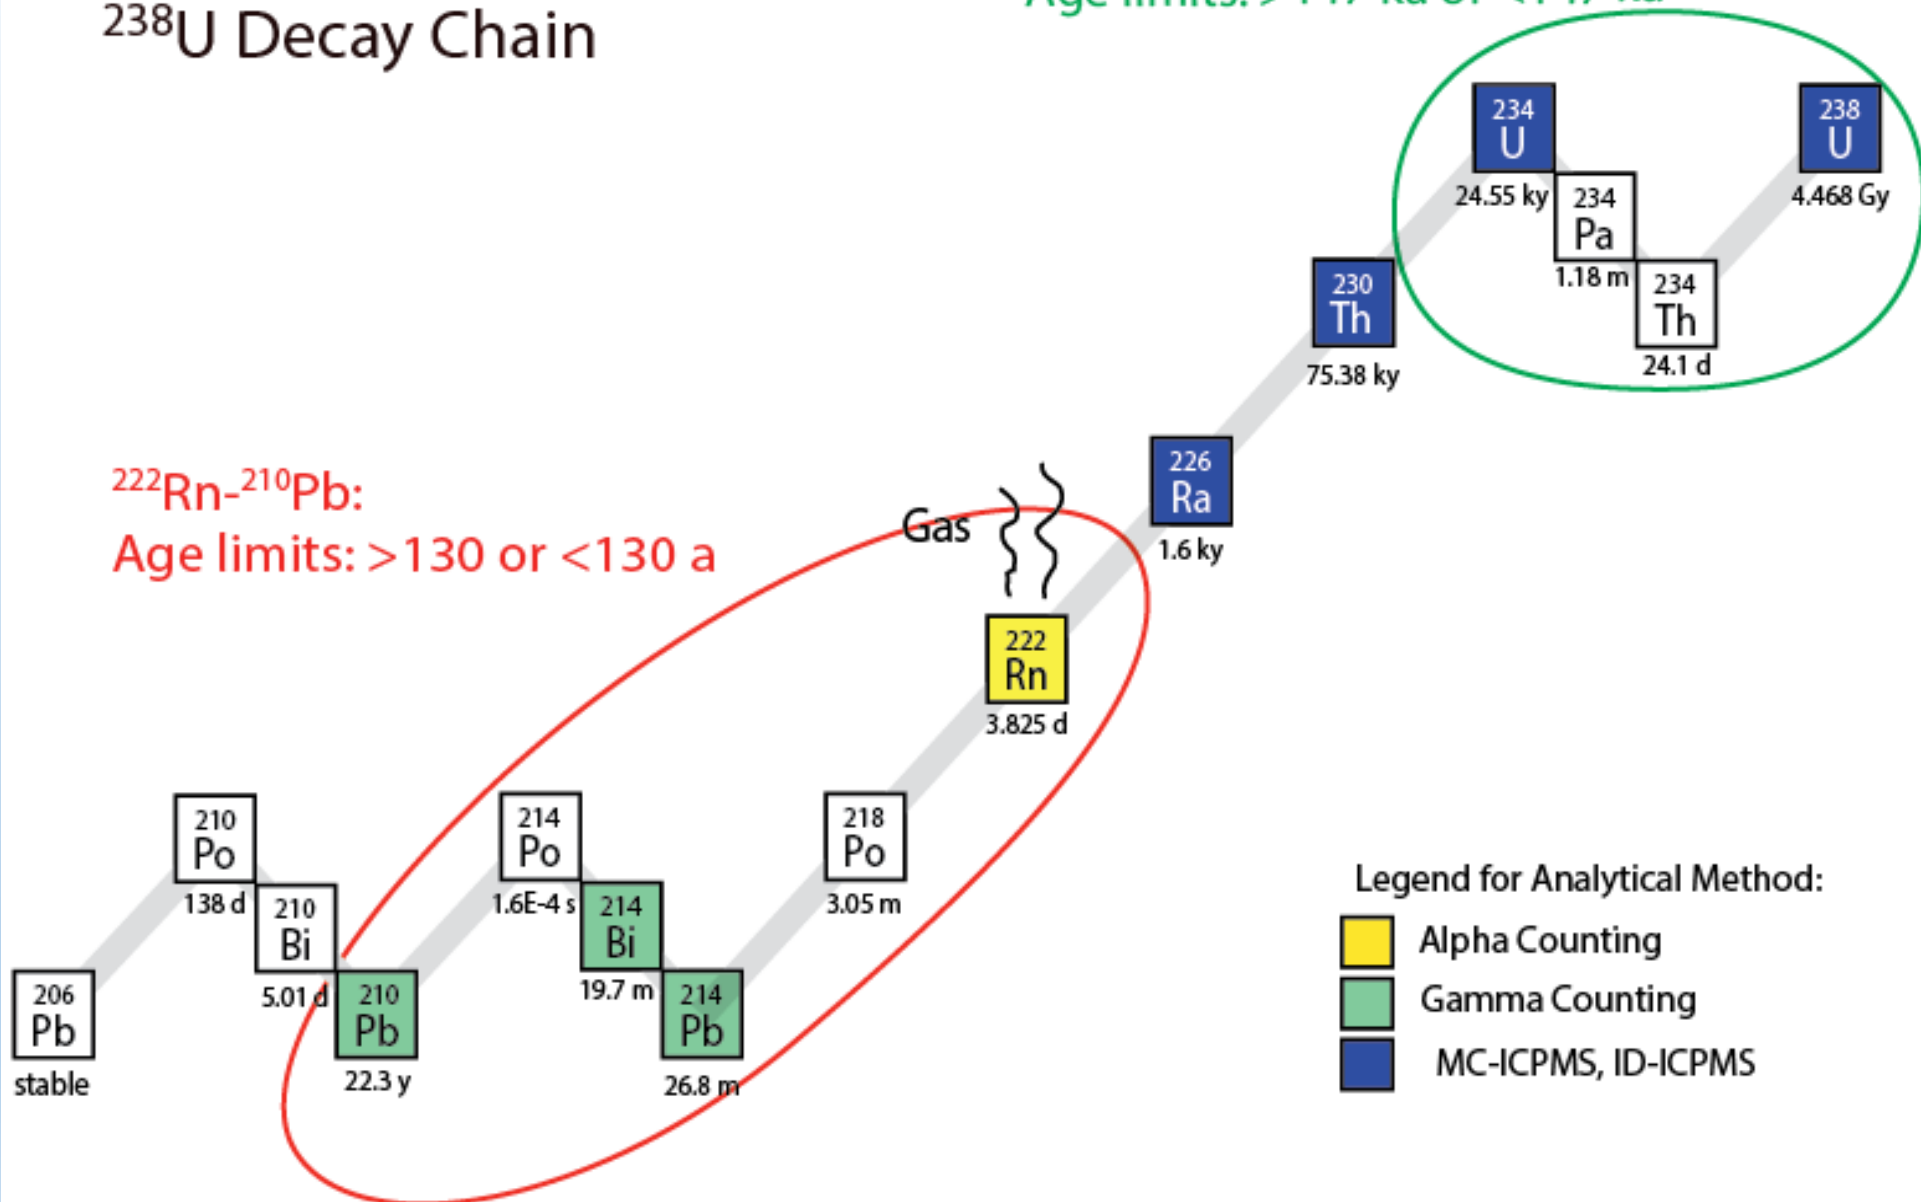 ²³⁸U Decay Chain
234
U
24.55 ky
238
U
4.468 Gy
234
Pa
1.18 m
234
Th
24.1 d
230
Th
75.38 ky
226
Ra
1.6 ky
²²²Rn-²¹⁰Pb:
Age limits: >130 or <130 a
Gas
222
Rn
3.825 d
218
Po
3.05 m
214
Po
1.6E-4 s
214
Bi
19.7 m
214
Pb
26.8 m
210
Po
138 d
210
Bi
5.01 d
210
Pb
22.3 y
206
Pb
stable
Legend for Analytical Method:
Alpha Counting
Gamma Counting
MC-ICPMS, ID-ICPMS